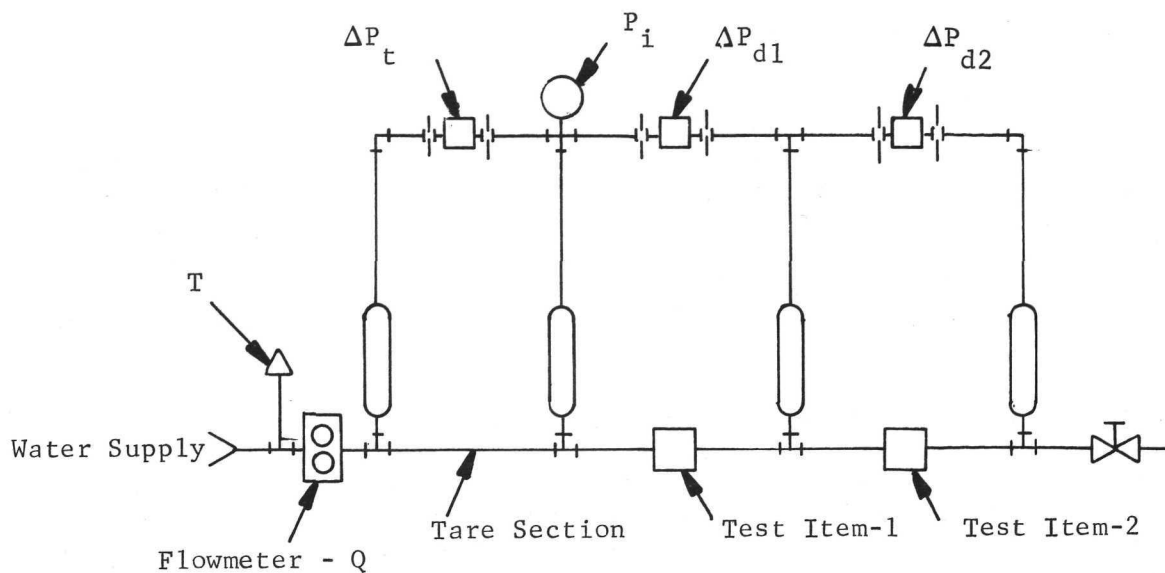 ΔP_t
P_i
ΔP_d1
ΔP_d2
T
Water Supply
Tare Section
Test Item-1
Test Item-2
Flowmeter - Q